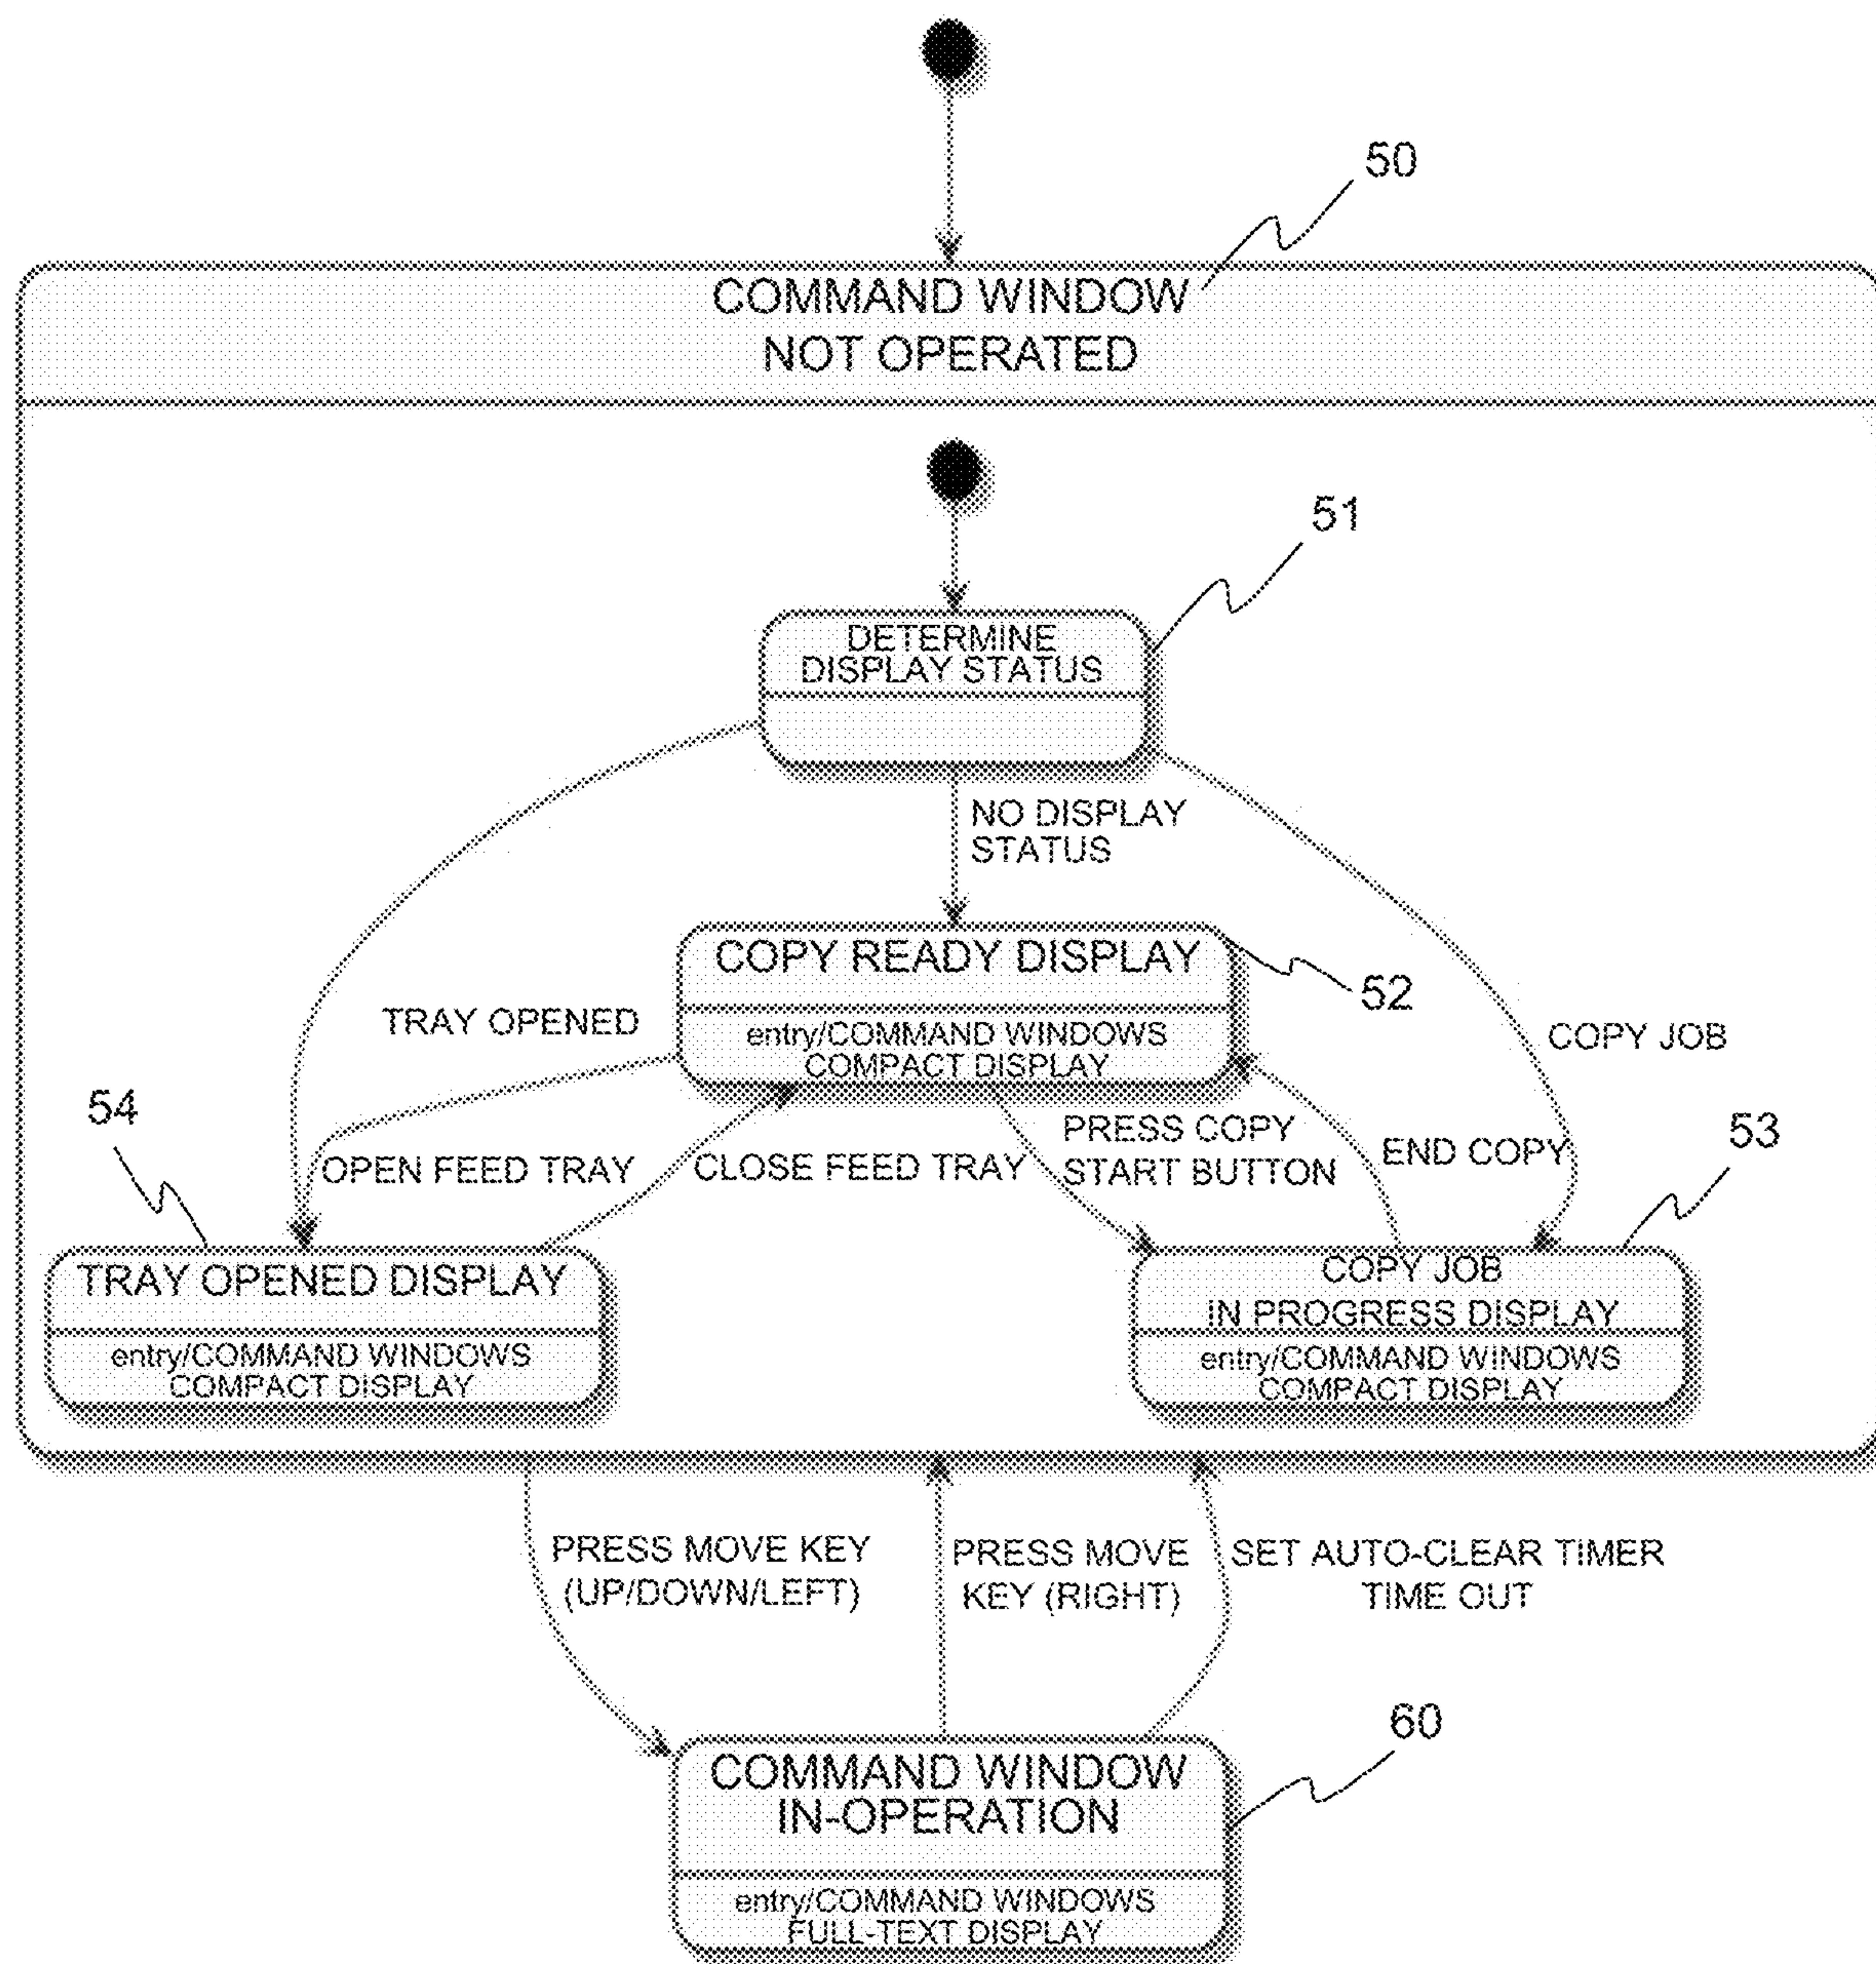 50
COMMAND WINDOW
NOT OPERATED
51
DETERMINE
DISPLAY STATUS
NO DISPLAY
STATUS
COPY READY DISPLAY
52
entry/COMMAND WINDOWS
COMPACT DISPLAY
TRAY OPENED
COPY JOB
54
PRESS COPY
START BUTTON
END COPY
53
OPEN FEED TRAY
CLOSE FEED TRAY
TRAY OPENED DISPLAY
entry/COMMAND WINDOWS
COMPACT DISPLAY
COPY JOB
IN PROGRESS DISPLAY
entry/COMMAND WINDOWS
COMPACT DISPLAY
PRESS MOVE KEY
(UP/DOWN/LEFT)
PRESS MOVE
KEY (RIGHT)
SET AUTO-CLEAR TIMER
TIME OUT
60
COMMAND WINDOW
IN-OPERATION
entry/COMMAND WINDOWS
FULL-TEXT DISPLAY